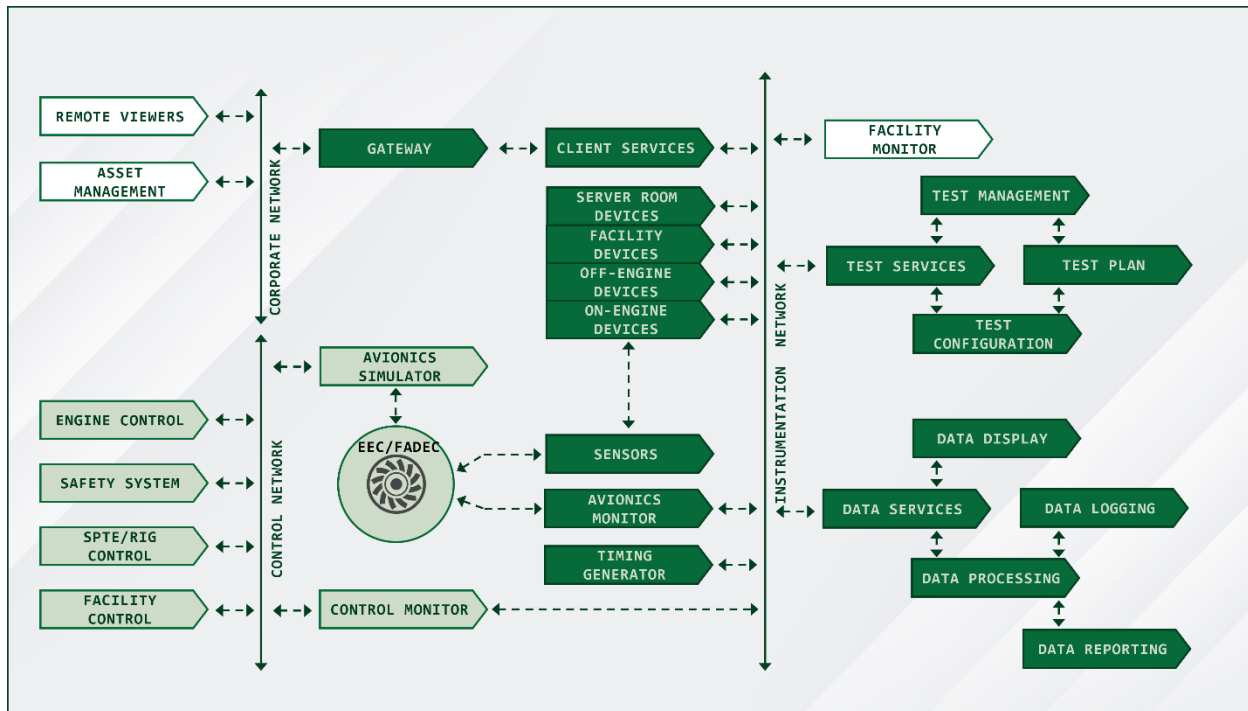 REMOTE VIEWERS
ASSET
MANAGEMENT
CORPORATE NETWORK
GATEWAY
CLIENT SERVICES
FACILITY
MONITOR
SERVER ROOM
DEVICES
FACILITY
DEVICES
OFF-ENGINE
DEVICES
ON-ENGINE
DEVICES
TEST MANAGEMENT
TEST SERVICES
TEST PLAN
TEST
CONFIGURATION
INSTRUMENTATION NETWORK
AVIONICS
SIMULATOR
ENGINE CONTROL
SAFETY SYSTEM
SPTE/RIG
CONTROL
FACILITY
CONTROL
CONTROL NETWORK
EEC/FADEC
SENSORS
AVIONICS
MONITOR
TIMING
GENERATOR
CONTROL MONITOR
DATA DISPLAY
DATA SERVICES
DATA LOGGING
DATA PROCESSING
DATA REPORTING